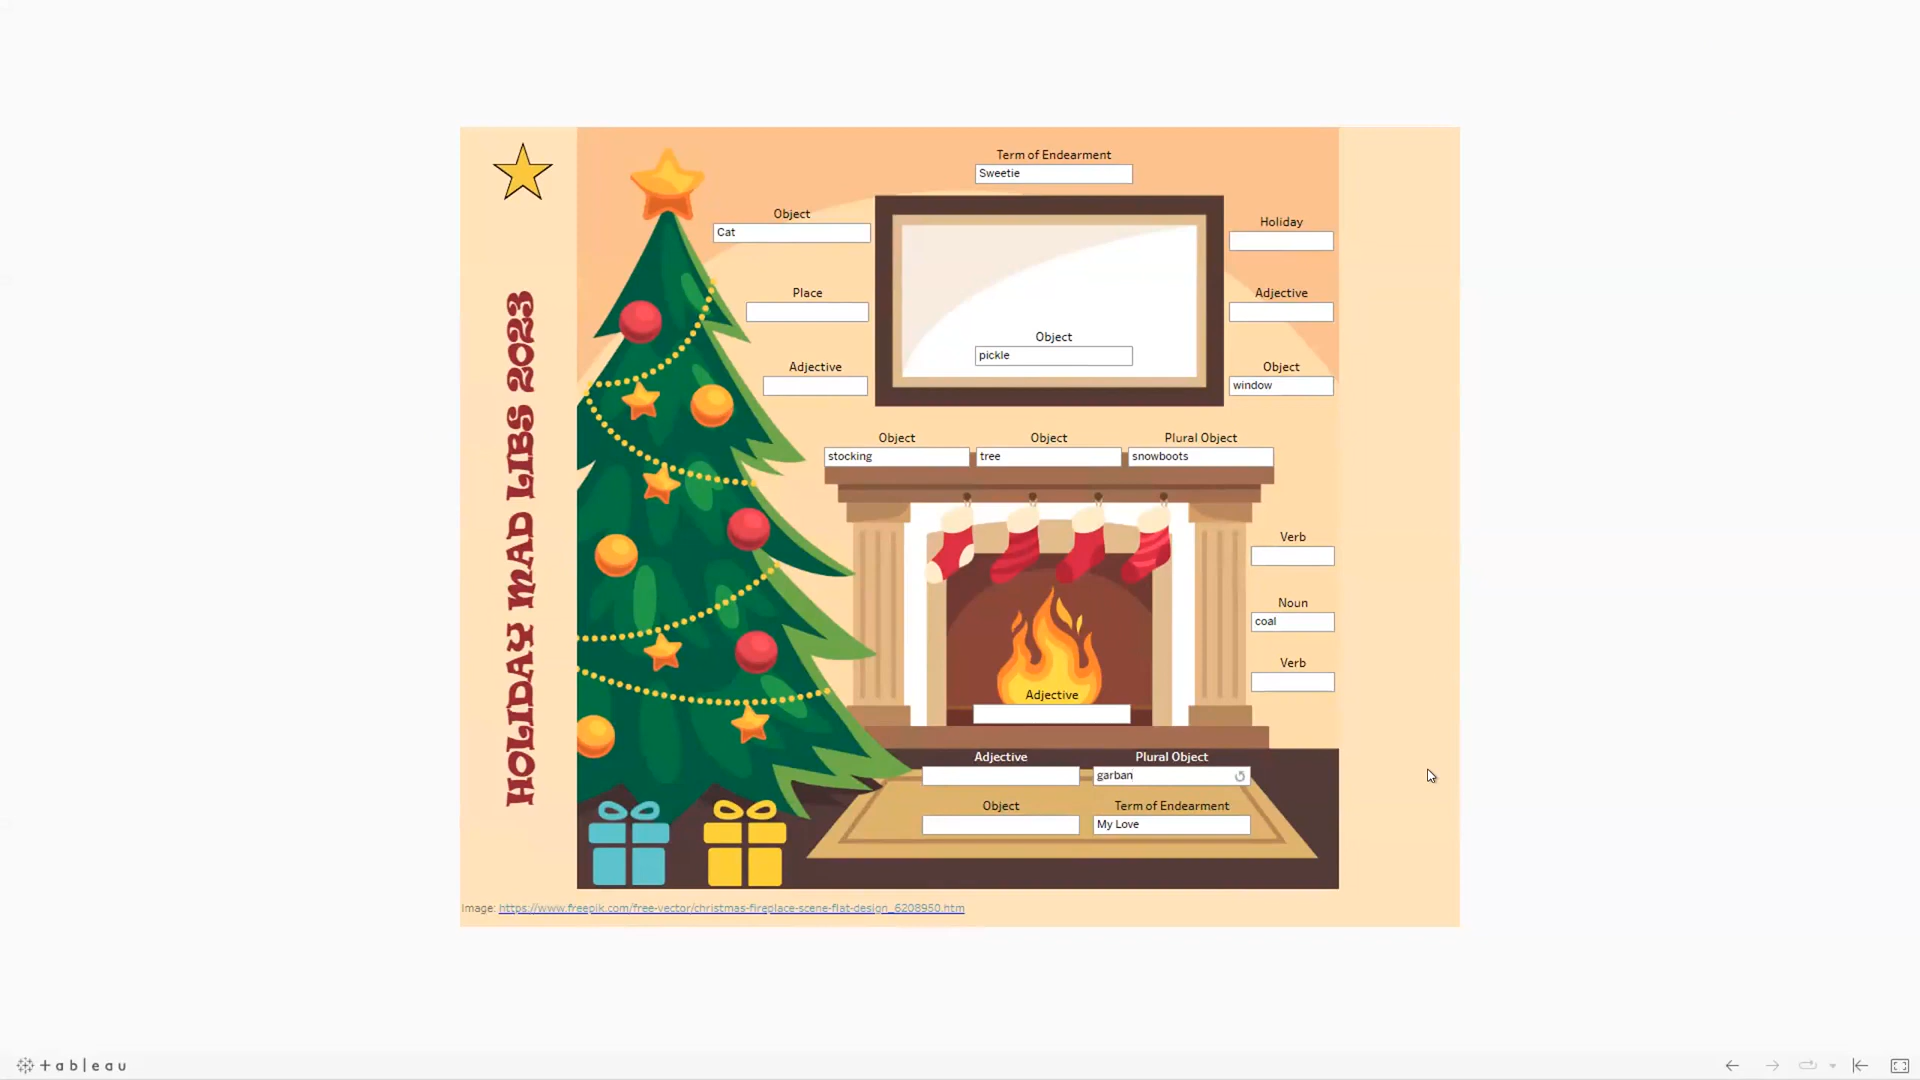 Term of Endearment
Sweetie
Object
Cat
Holiday
Place
Adjective
Object
pickle
Adjective
Object
window
Object
stocking
Object
tree
Plural Object
snowboots
HOLIDAY MAD LIBS 2023
Verb
Noun
coal
Verb
Adjective
Adjective
Plural Object
garban
Object
Term of Endearment
My Love
Image: https://www.freepik.com/free-vector/christmas-fireplace-scene-flat-design_6208950.htm
+ableau